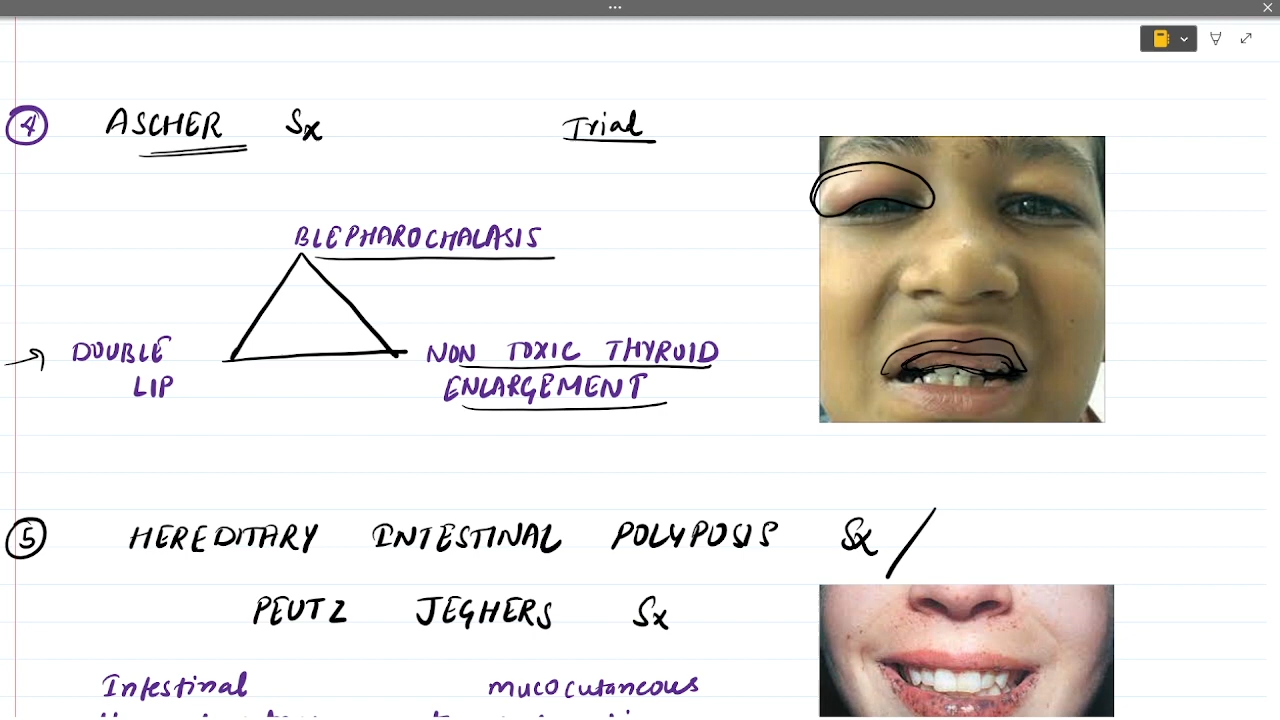 4 ASCHER Sx Trial
BLEPHAROCHALASIS
DOUBLE LIP
NON TOXIC THYROID
ENLARGEMENT
5 HEREDITARY INTESTINAL POLYPOSIS Sx /
PEUTZ JEGHERS Sx
Intestinal mucocutaneous